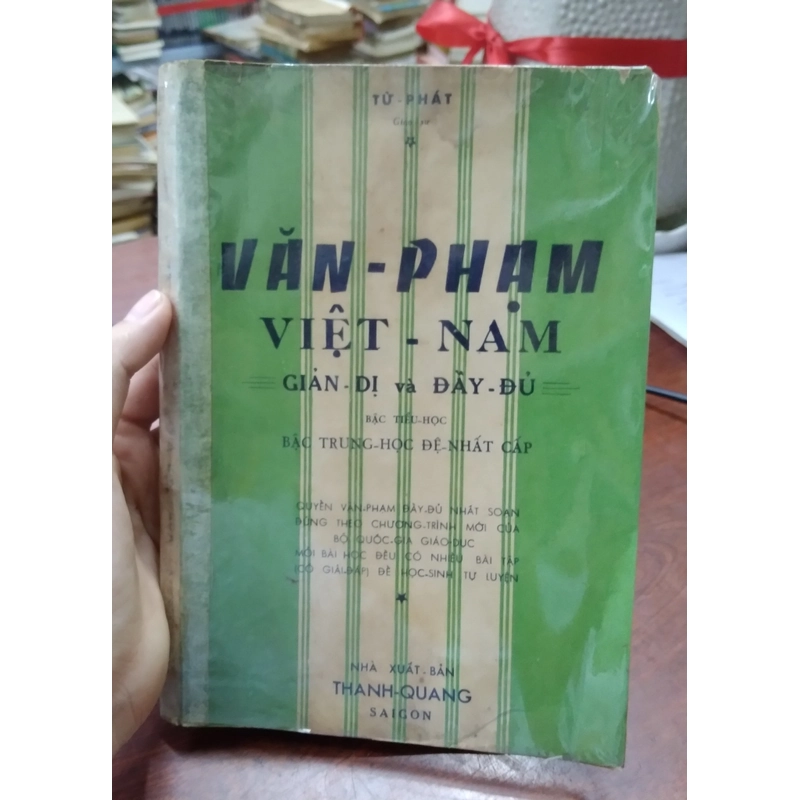 TỪ-PHÁT
VĂN-PHẠM
VIỆT-NAM
GIẢN-DỊ và ĐẦY-ĐỦ
BẬC TIỂU-HỌC
BẬC TRUNG-HỌC ĐỆ-NHẤT CẤP
QUYỂN VĂN-PHẠM ĐẦY-ĐỦ NHẤT SOẠN
ĐÚNG THEO CHƯƠNG-TRÌNH MỚI CỦA
BỘ QUỐC-GIA GIÁO-DỤC
MỖI BÀI HỌC ĐỀU CÓ NHIỀU BÀI TẬP
(CÓ GIẢI-ĐÁP) ĐỂ HỌC-SINH TỰ LUYỆN
NHÀ XUẤT-BẢN
THANH-QUANG
SAIGON